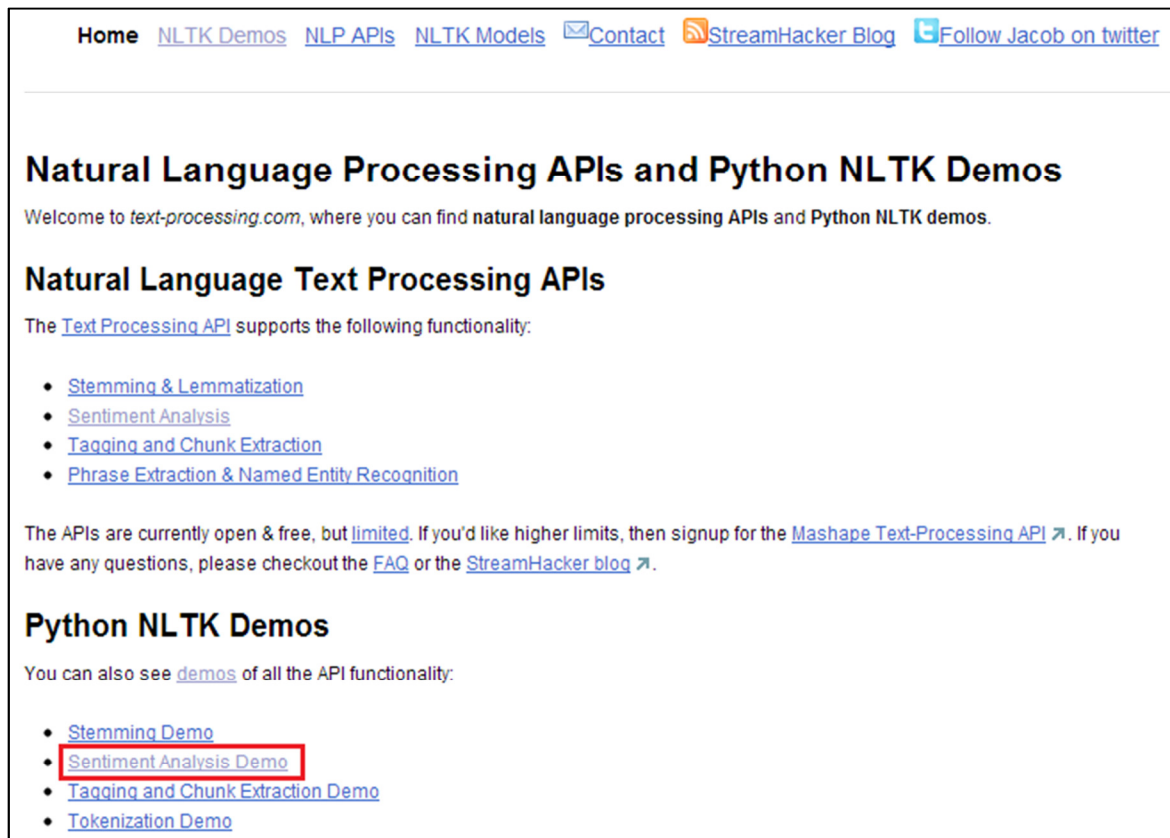 Home NLTK Demos NLP APIs NLTK Models Contact StreamHacker Blog Follow Jacob on twitter
Natural Language Processing APIs and Python NLTK Demos
Welcome to text-processing.com, where you can find natural language processing APIs and Python NLTK demos.
Natural Language Text Processing APIs
The Text Processing API supports the following functionality:
• Stemming & Lemmatization
• Sentiment Analysis
• Tagging and Chunk Extraction
• Phrase Extraction & Named Entity Recognition
The APIs are currently open & free, but limited. If you'd like higher limits, then signup for the Mashape Text-Processing API. If you
have any questions, please checkout the FAQ or the StreamHacker blog.
Python NLTK Demos
You can also see demos of all the API functionality:
• Stemming Demo
• Sentiment Analysis Demo
• Tagging and Chunk Extraction Demo
• Tokenization Demo